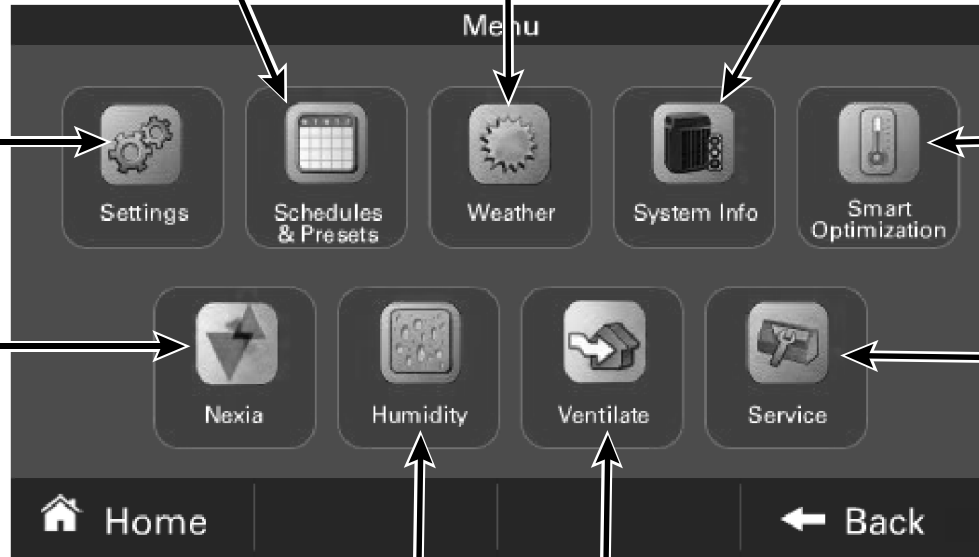 Menu
Settings
Schedules
& Presets
Weather
System Info
Smart
Optimization
Nexia
Humidity
Ventilate
Service
Home
Back